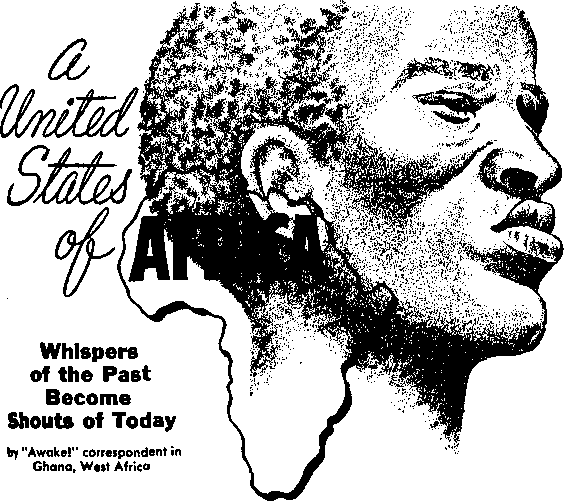 A
United
States
of
AFRICA
Whispers
of the Past
Become
Shouts of Today
by "Awake!" correspondent in
Ghana, West Africa